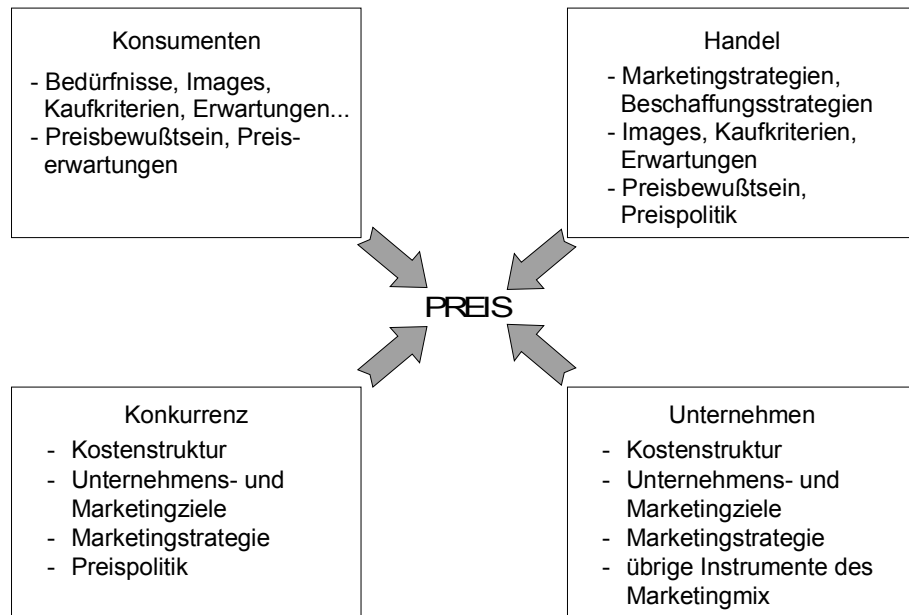 Konsumenten
- Bedürfnisse, Images,
Kaufkriterien, Erwartungen...
- Preisbewußtsein, Preis-
erwartungen
Handel
- Marketingstrategien,
Beschaffungsstrategien
- Images, Kaufkriterien,
Erwartungen
- Preisbewußtsein,
Preispolitik
PREIS
Konkurrenz
- Kostenstruktur
- Unternehmens- und
Marketingziele
- Marketingstrategie
- Preispolitik
Unternehmen
- Kostenstruktur
- Unternehmens- und
Marketingziele
- Marketingstrategie
- übrige Instrumente des
Marketingmix